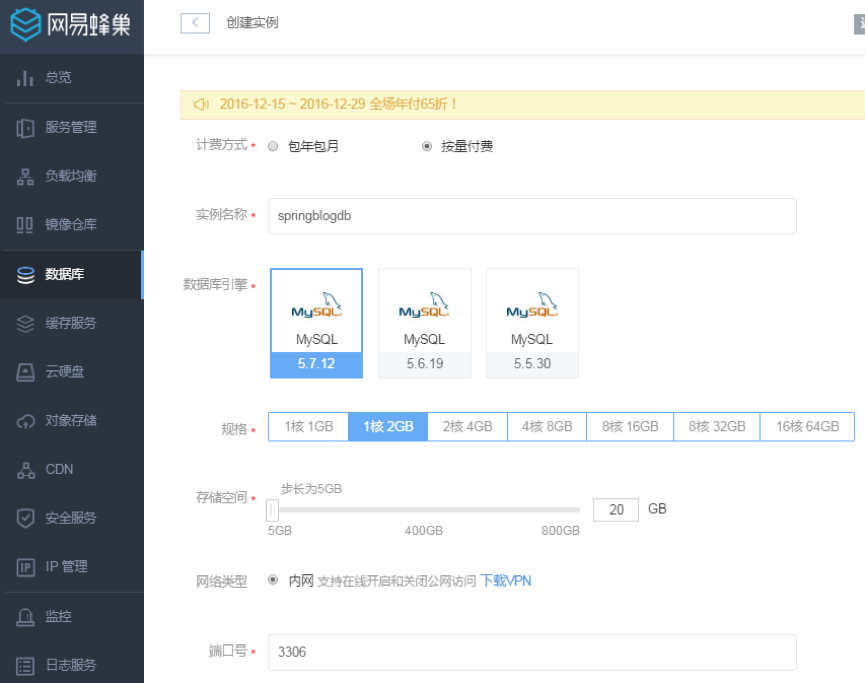 网易蜂巢
创建实例
总览
服务管理
负载均衡
镜像仓库
数据库
缓存服务
云硬盘
对象存储
CDN
安全服务
IP 管理
监控
日志服务
2016-12-15 ~ 2016-12-29 全场年付65折！
计费方式 • 包年包月 按量付费
实例名称 • springblogdb
数据库引擎 •
MySQL MySQL MySQL
MySQL MySQL MySQL
5.7.12 5.6.19 5.5.30
规格 • 1核 1GB 1核 2GB 2核 4GB 4核 8GB 8核 16GB 8核 32GB 16核 64GB
步长为5GB
存储空间 • 20 GB
5GB 400GB 800GB
网络类型 内网 支持在线开启和关闭公网访问 下载VPN
端口号 • 3306